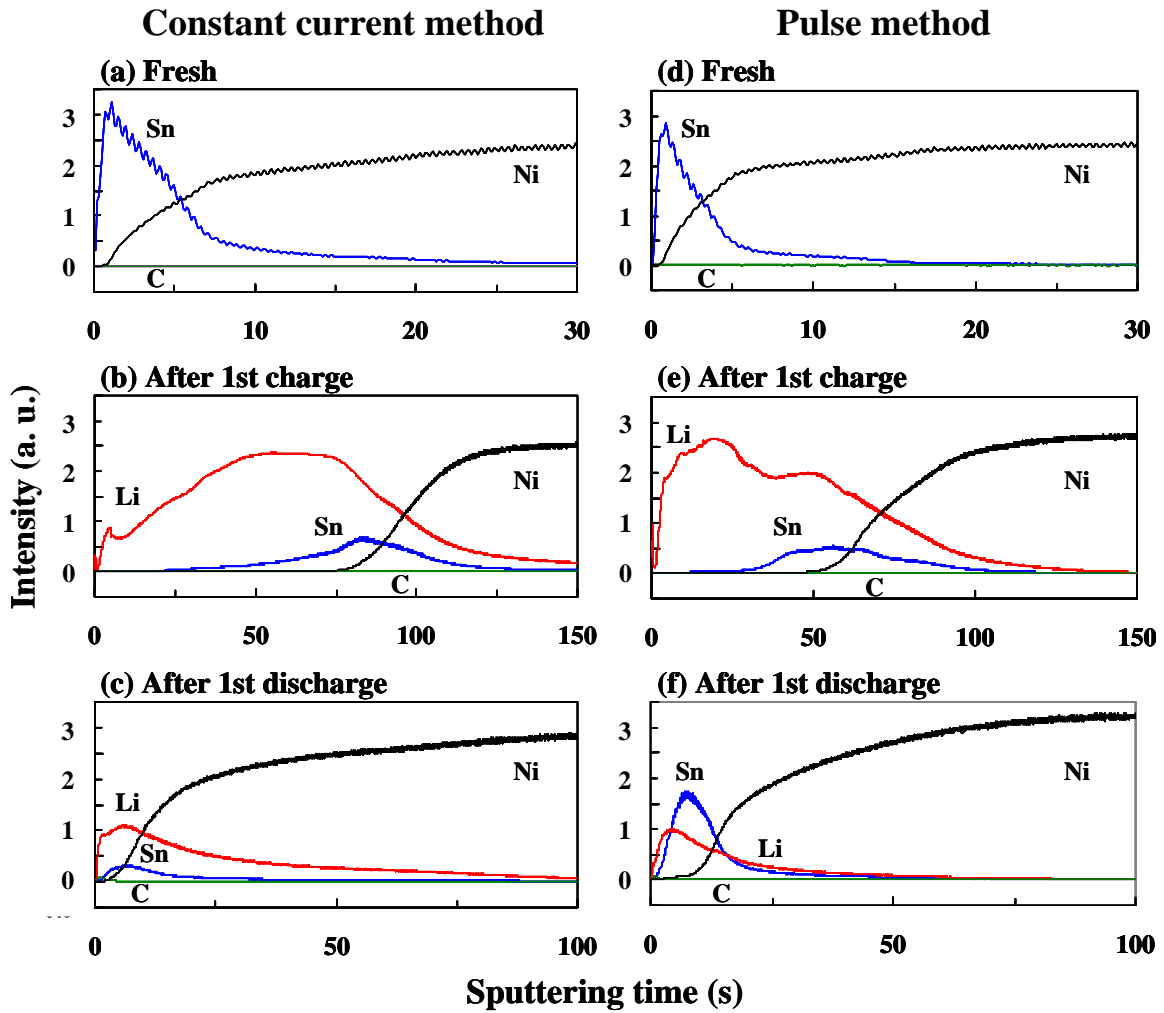 Constant current method
Pulse method
(a) Fresh
3
2
1
0
Sn
Ni
C
0 10 20 30
(d) Fresh
3
2
1
0
Sn
Ni
C
0 10 20 30
Intensity (a. u.)
(b) After 1st charge
3
2
1
0
Li
Sn
Ni
C
0 50 100 150
(e) After 1st charge
3
2
1
0
Li
Sn
Ni
C
0 50 100 150
(c) After 1st discharge
3
2
1
0
Li
Sn
Ni
C
0 50 100
(f) After 1st discharge
3
2
1
0
Sn
Li
Ni
C
0 50 100
Sputtering time (s)